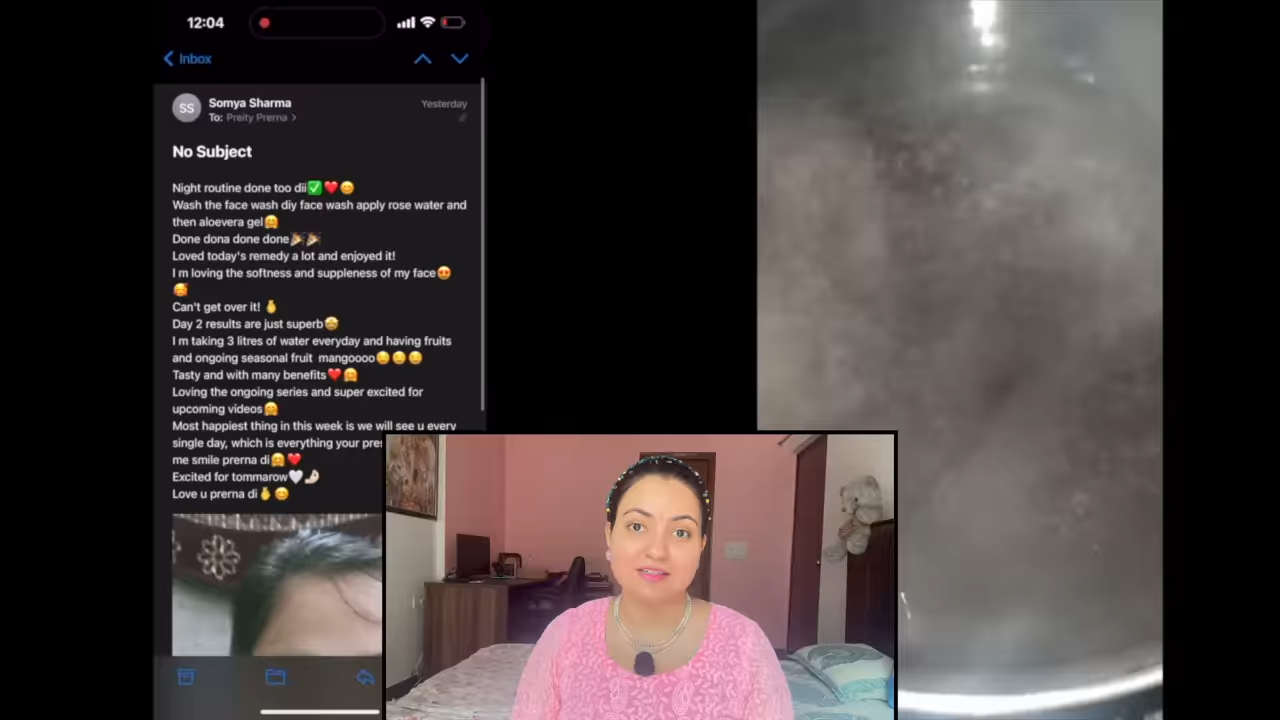 12:04
Inbox
SS
Somya Sharma
Yesterday
To: Preity Prerna
No Subject
Night routine done too dii✅❤️😊
Wash the face wash diy face wash apply rose water and
then aloevera gel🤗
Done dona done done🎉🎉
Loved today's remedy a lot and enjoyed it!
I m loving the softness and suppleness of my face😍
🥰
Can't get over it!
Day 2 results are just superb🤩
I m taking 3 litres of water everyday and having fruits
and ongoing seasonal fruit mangoooo
Tasty and with many benefits❤️🤗
Loving the ongoing series and super excited for
upcoming videos🤗
Most happiest thing in this week is we will see u every
single day, which is everything your
me smile prerna di🤗❤️
Excited for tommarow🤍
Love u prerna di😊